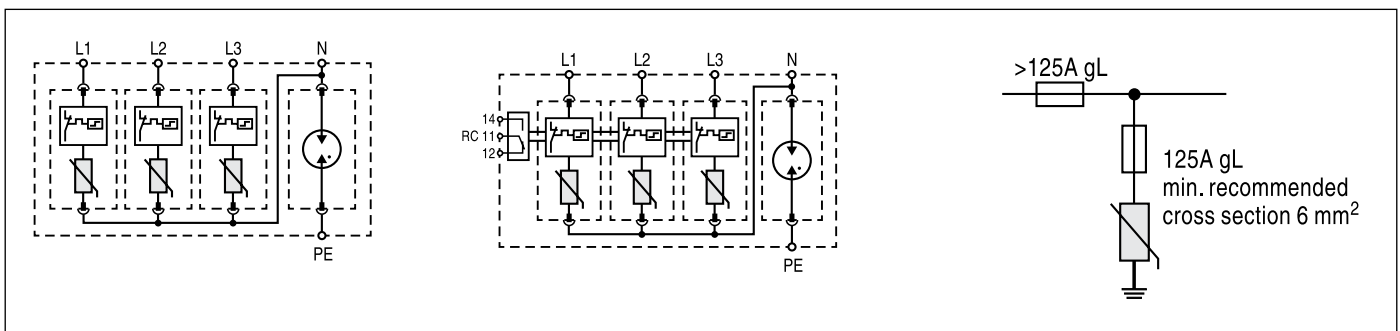 L1 L2 L3 N
PE
L1 L2 L3 N
14
RC 11
12
PE
>125A gL
125A gL
min. recommended
cross section 6 mm²